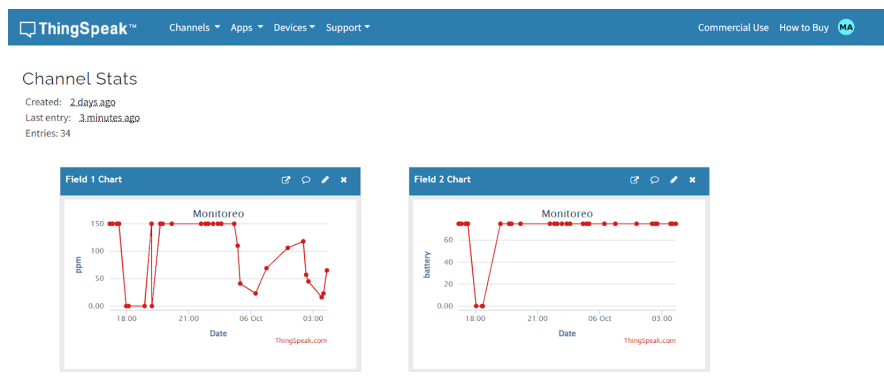 ThingSpeak™ Channels Apps Devices Support Commercial Use How to Buy MA
Channel Stats
Created: 2 days ago
Last entry: 3 minutes ago
Entries: 34
Field 1 Chart
Monitoreo
ppm
150
100
50
0.00
18:00 21:00 06 Oct 03:00
Date
ThingSpeak.com
Field 2 Chart
Monitoreo
battery
60
40
20
0.00
18:00 21:00 06 Oct 03:00
Date
ThingSpeak.com